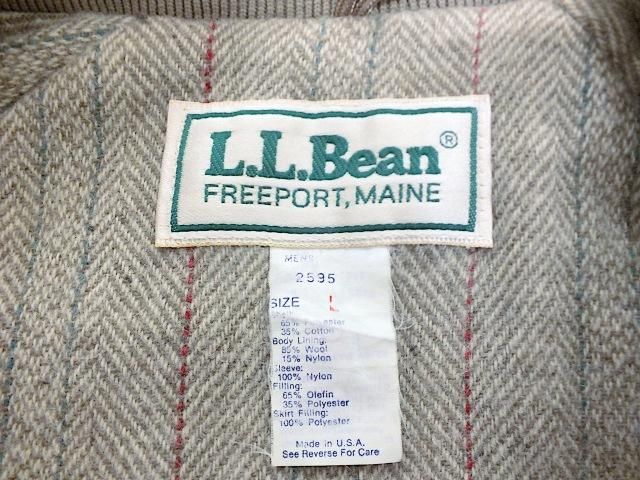 L.L.Bean®
FREEPORT, MAINE
MENS
2595
SIZE L
Shell:
65% Polyester
35% Cotton
Body Lining:
85% Wool
15% Nylon
Sleeve:
100% Nylon
Filling:
65% Olefin
35% Polyester
Skirt Filling:
100% Polyester
Made in U.S.A.
See Reverse For Care